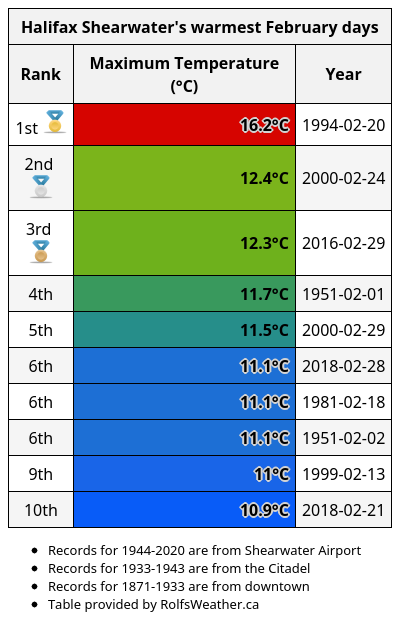 Halifax Shearwater's warmest February days
Rank Maximum Temperature (°C) Year
1st 16.2°C 1994-02-20
2nd 12.4°C 2000-02-24
3rd 12.3°C 2016-02-29
4th 11.7°C 1951-02-01
5th 11.5°C 2000-02-29
6th 11.1°C 2018-02-28
6th 11.1°C 1981-02-18
6th 11.1°C 1951-02-02
9th 11°C 1999-02-13
10th 10.9°C 2018-02-21
• Records for 1944-2020 are from Shearwater Airport
• Records for 1933-1943 are from the Citadel
• Records for 1871-1933 are from downtown
• Table provided by RolfsWeather.ca